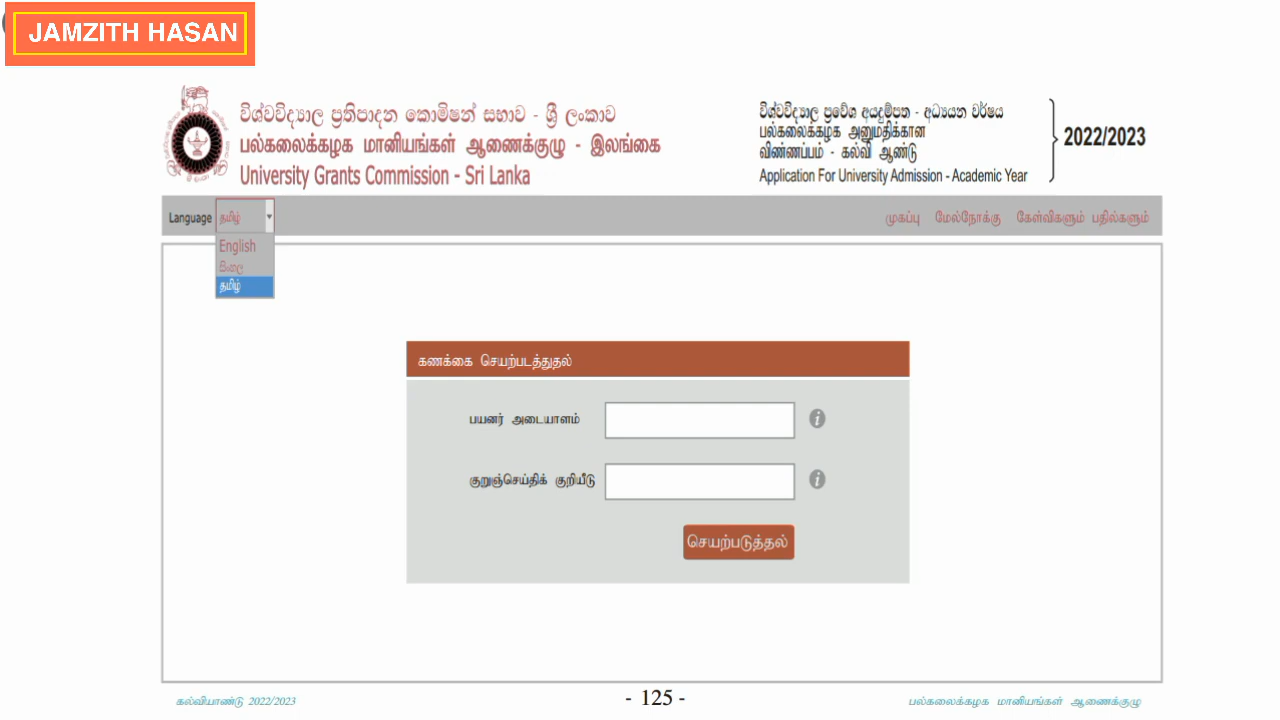 JAMZITH HASAN
විශ්වවිද්‍යාල ප්‍රතිපාදන කොමිෂන් සභාව - ශ්‍රී ලංකාව
பல்கலைக்கழக மானியங்கள் ஆணைக்குழு - இலங்கை
University Grants Commission - Sri Lanka
විශ්වවිද්‍යාල ප්‍රවේශ අයදුම්පත - අධ්‍යයන වර්ෂය
பல்கலைக்கழக அனுமதிக்கான
விண்ணப்பம் - கல்வி ஆண்டு
Application For University Admission - Academic Year
2022/2023
Language தமிழ்
முகப்பு மேல்நோக்கு கேள்விகளும் பதில்களும்
English
සිංහල
தமிழ்
கணக்கை செயற்படத்துதல்
பயனர் அடையாளம்
குறுஞ்செய்திக் குறியீடு
செயற்படுத்தல்
கல்வியாண்டு 2022/2023
- 125 -
பல்கலைக்கழக மானியங்கள் ஆணைக்குழு